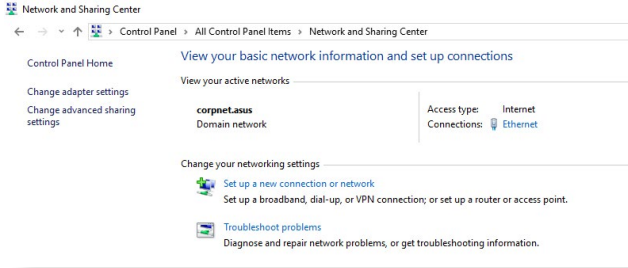 Network and Sharing Center
Control Panel > All Control Panel Items > Network and Sharing Center
Control Panel Home
Change adapter settings
Change advanced sharing
settings
View your basic network information and set up connections
View your active networks
corpnet.asus
Domain network
Access type: Internet
Connections: Ethernet
Change your networking settings
Set up a new connection or network
Set up a broadband, dial-up, or VPN connection; or set up a router or access point.
Troubleshoot problems
Diagnose and repair network problems, or get troubleshooting information.